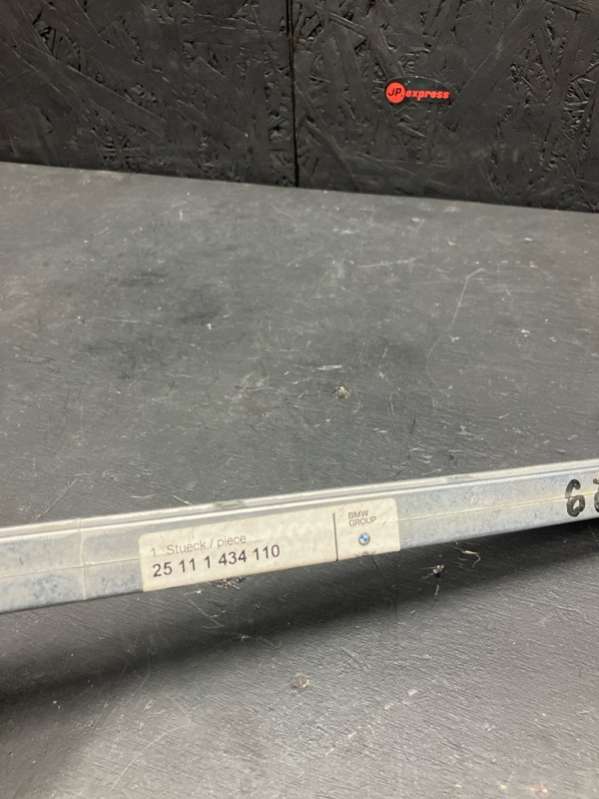 JP express
1 Stueck / piece
25 11 1 434 110
BMW
GROUP